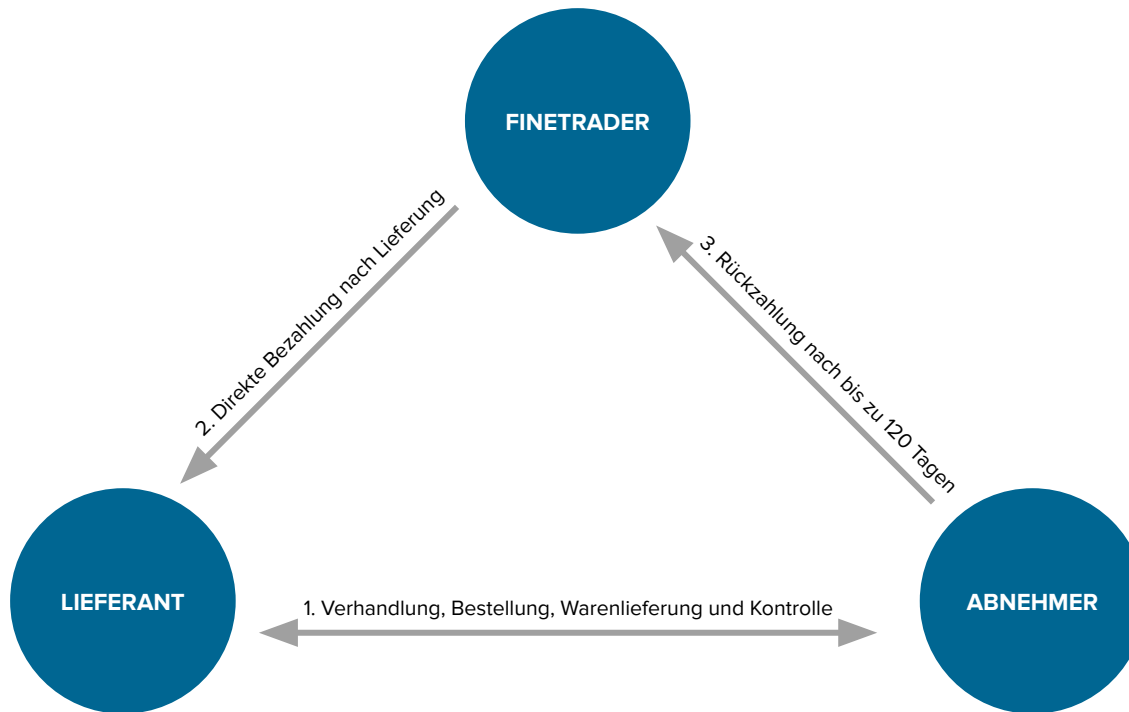 FINETRADER
2. Direkte Bezahlung nach Lieferung
3. Rückzahlung nach bis zu 120 Tagen
LIEFERANT
1. Verhandlung, Bestellung, Warenlieferung und Kontrolle
ABNEHMER